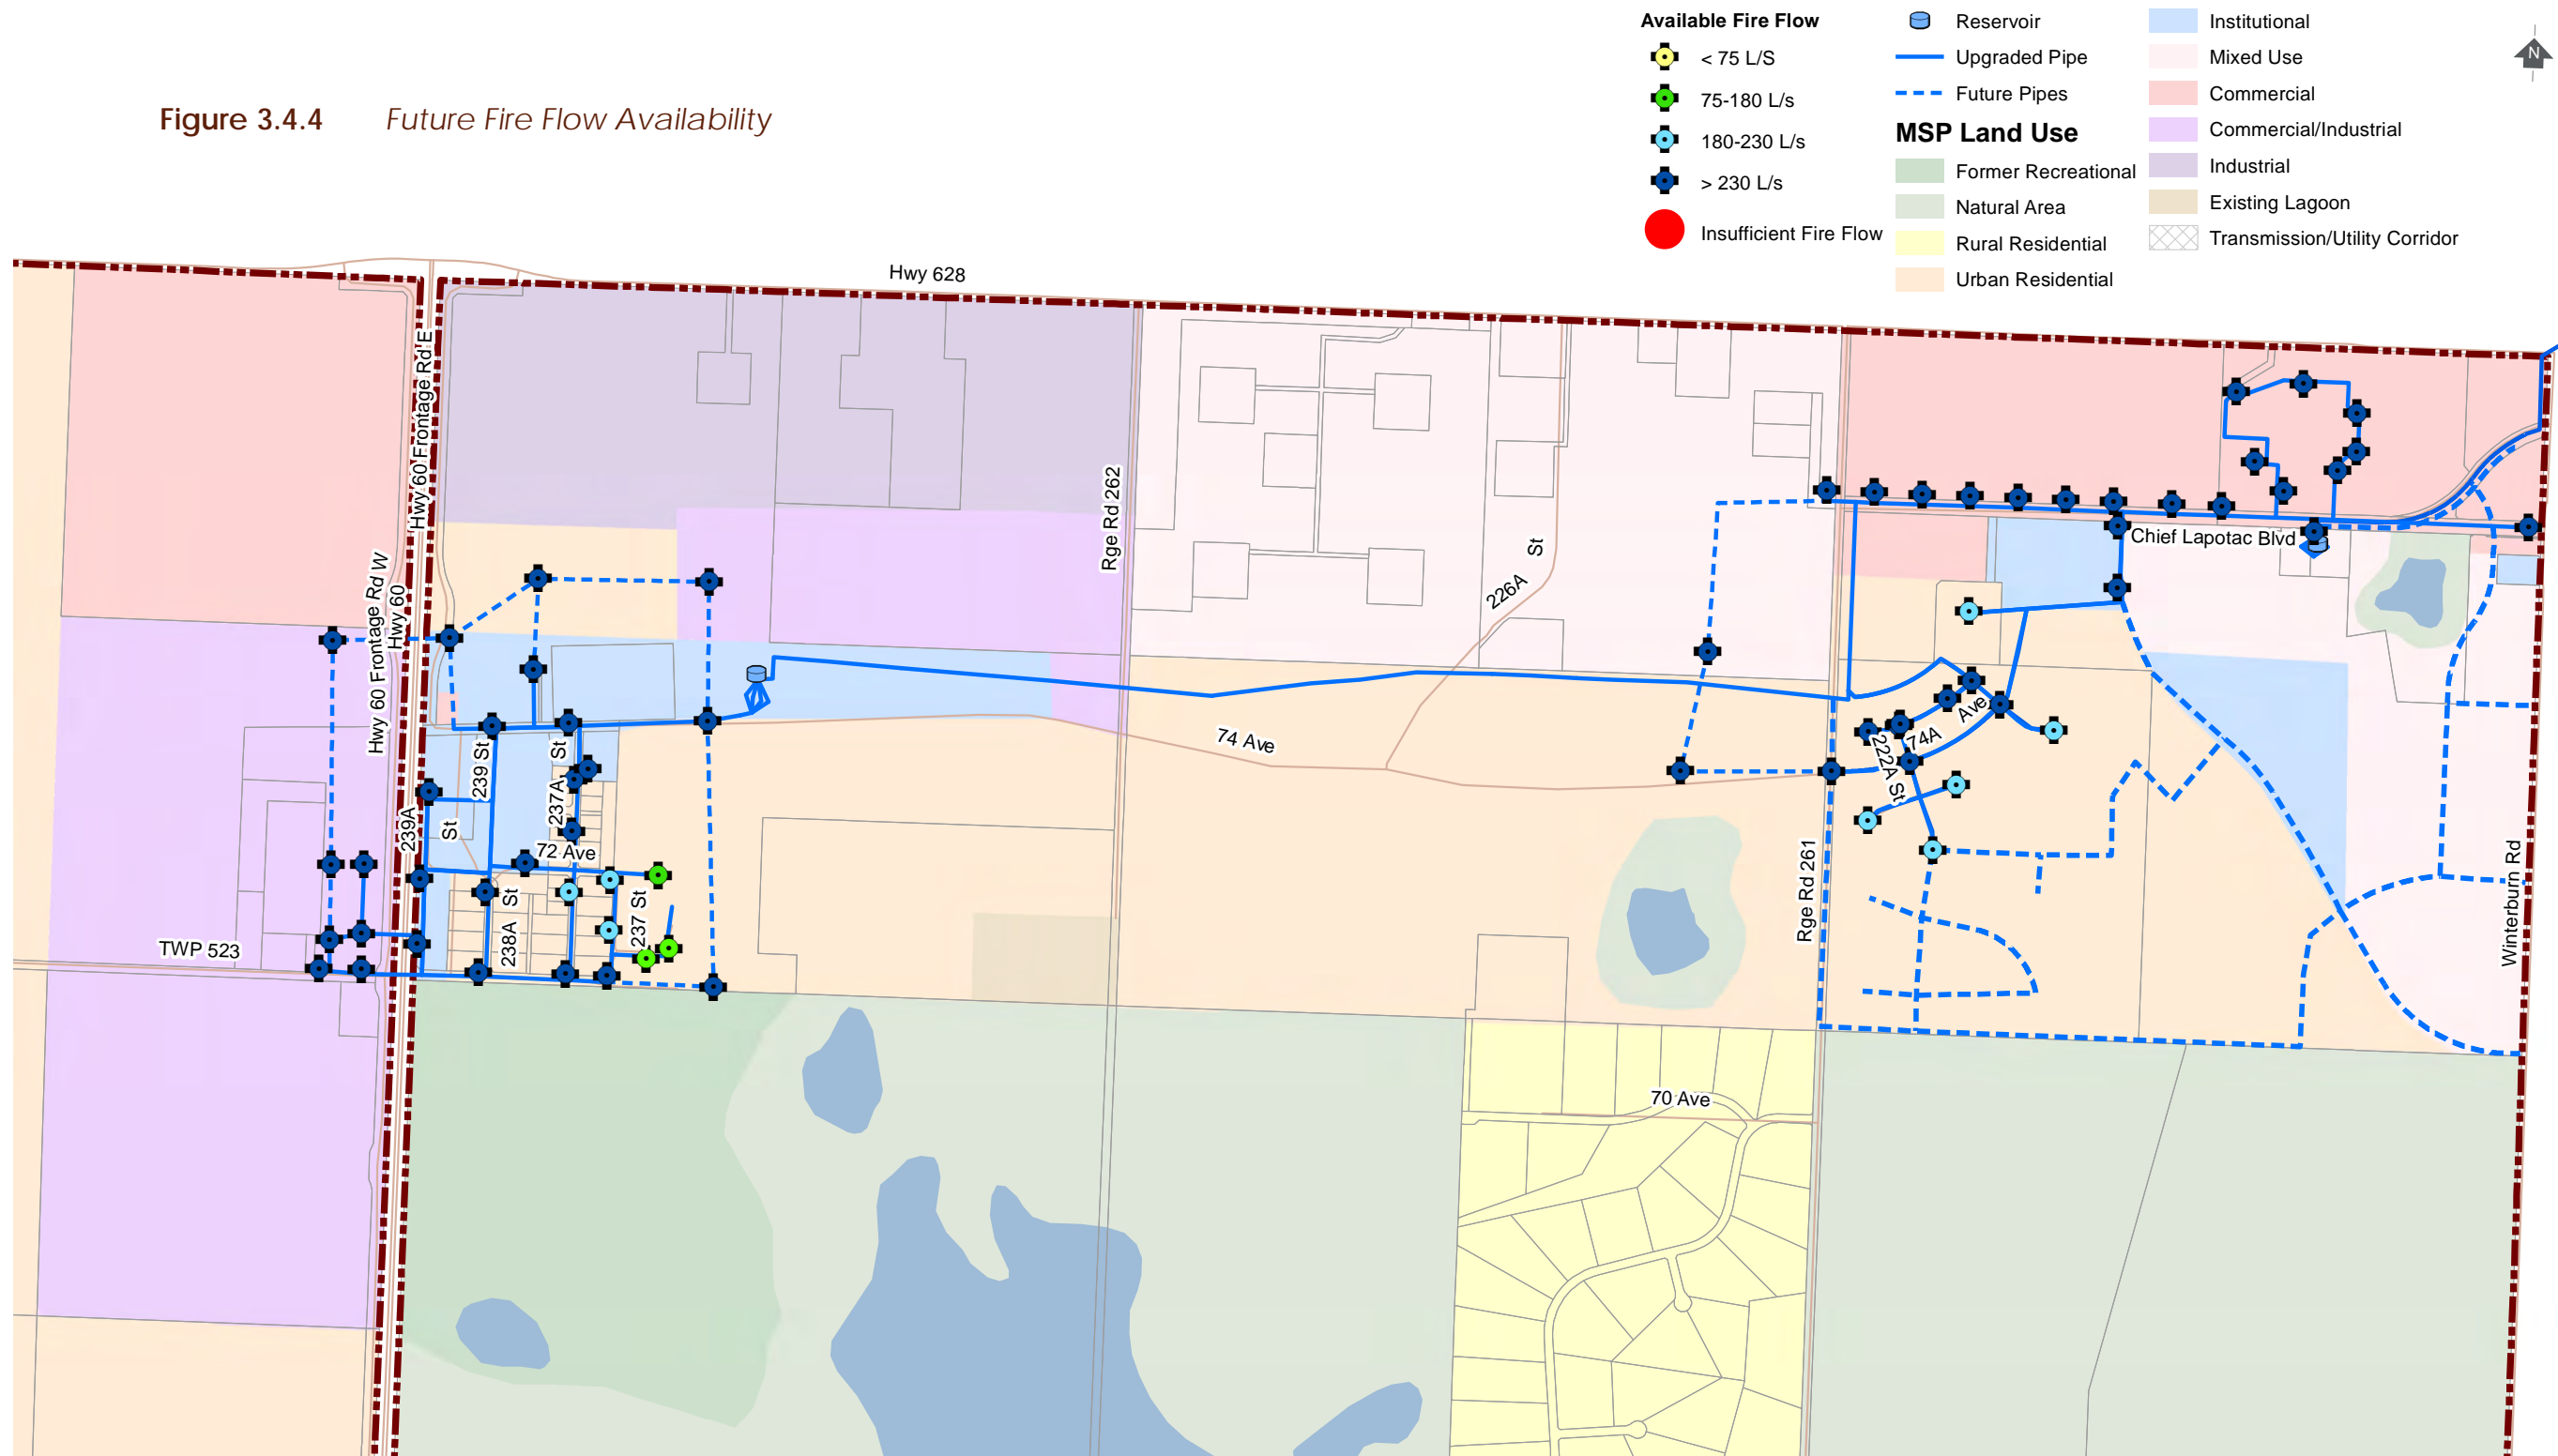 Figure 3.4.4 Future Fire Flow Availability
Available Fire Flow
< 75 L/S
75-180 L/s
180-230 L/s
> 230 L/s
Insufficient Fire Flow
Reservoir
Upgraded Pipe
Future Pipes
MSP Land Use
Former Recreational
Natural Area
Rural Residential
Urban Residential
Institutional
Mixed Use
Commercial
Commercial/Industrial
Industrial
Existing Lagoon
Transmission/Utility Corridor
N
Hwy 628
Hwy 60 Frontage Rd E
Hwy 60 Frontage Rd W
Hwy 60
Rge Rd 262
226A St
Chief Lapotac Blvd
74 Ave
74A Ave
222A St
239 St
237A St
239A St
72 Ave
237 St
238A St
TWP 523
Rge Rd 261
Winterburn Rd
70 Ave